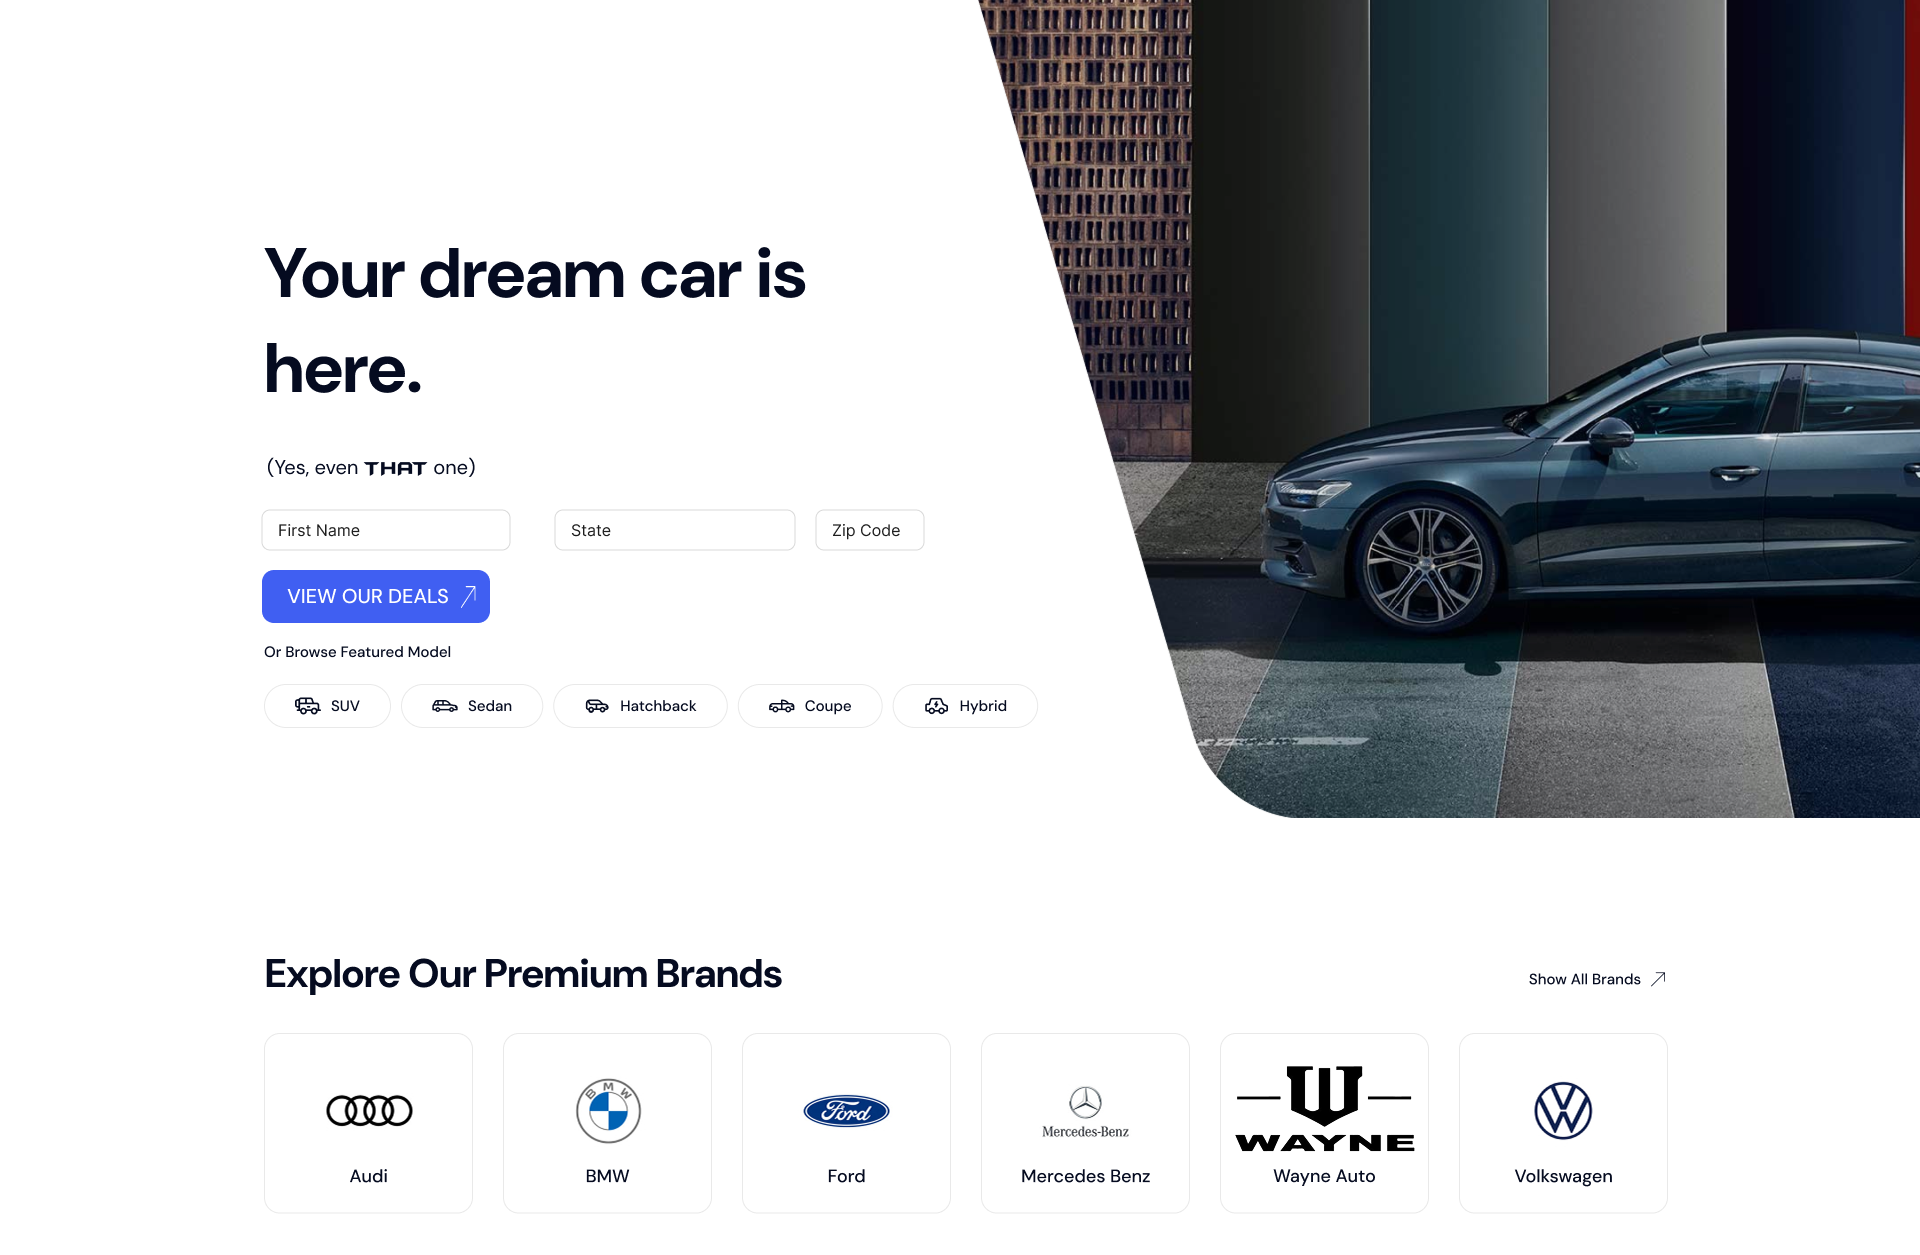 Your dream car is
here.
(Yes, even THAT one)
First Name
State
Zip Code
VIEW OUR DEALS
Or Browse Featured Model
SUV
Sedan
Hatchback
Coupe
Hybrid
Explore Our Premium Brands
Show All Brands
BMW
Ford
Mercedes-Benz
W
WAYNE
Audi
BMW
Ford
Mercedes Benz
Wayne Auto
Volkswagen